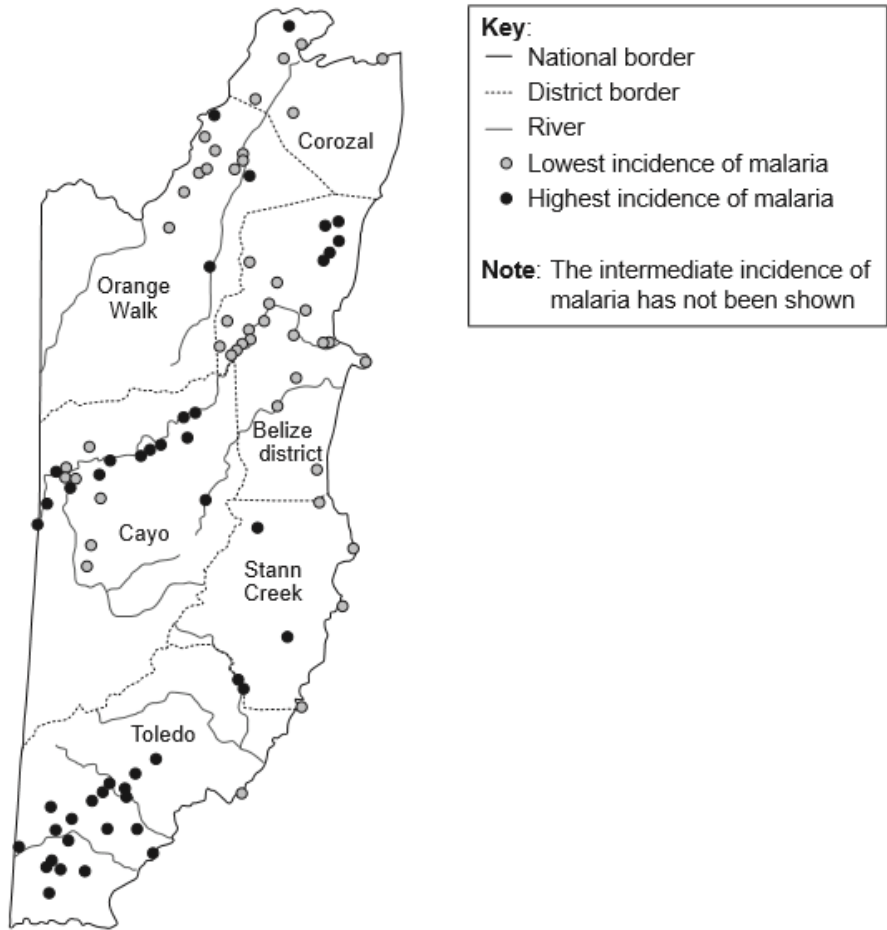 Key:
National border
District border
River
Lowest incidence of malaria
Highest incidence of malaria
Note: The intermediate incidence of
malaria has not been shown
Corozal
Orange
Walk
Belize
district
Cayo
Stann
Creek
Toledo